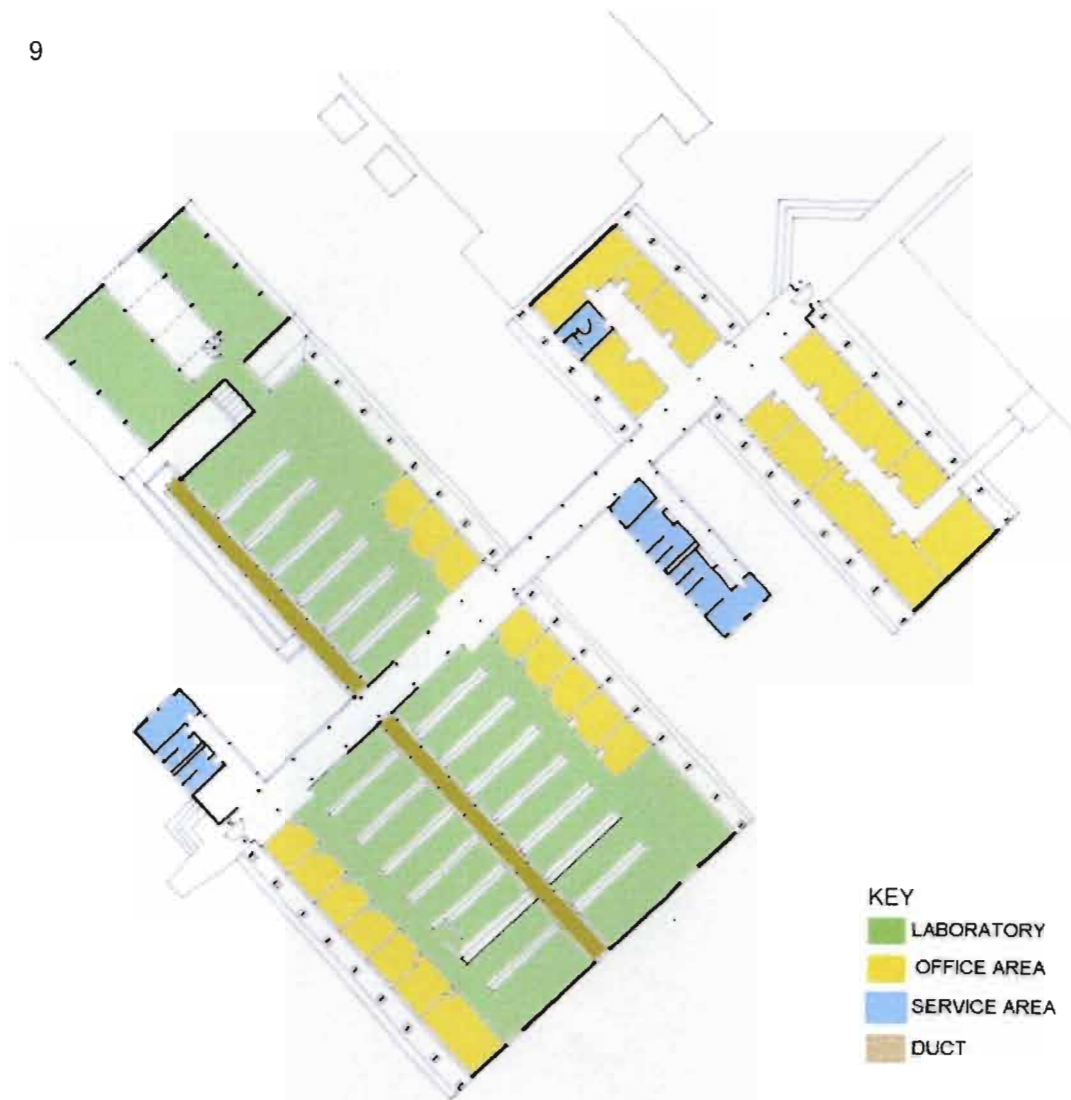 9
KEY
LABORATORY
OFFICE AREA
SERVICE AREA
DUCT